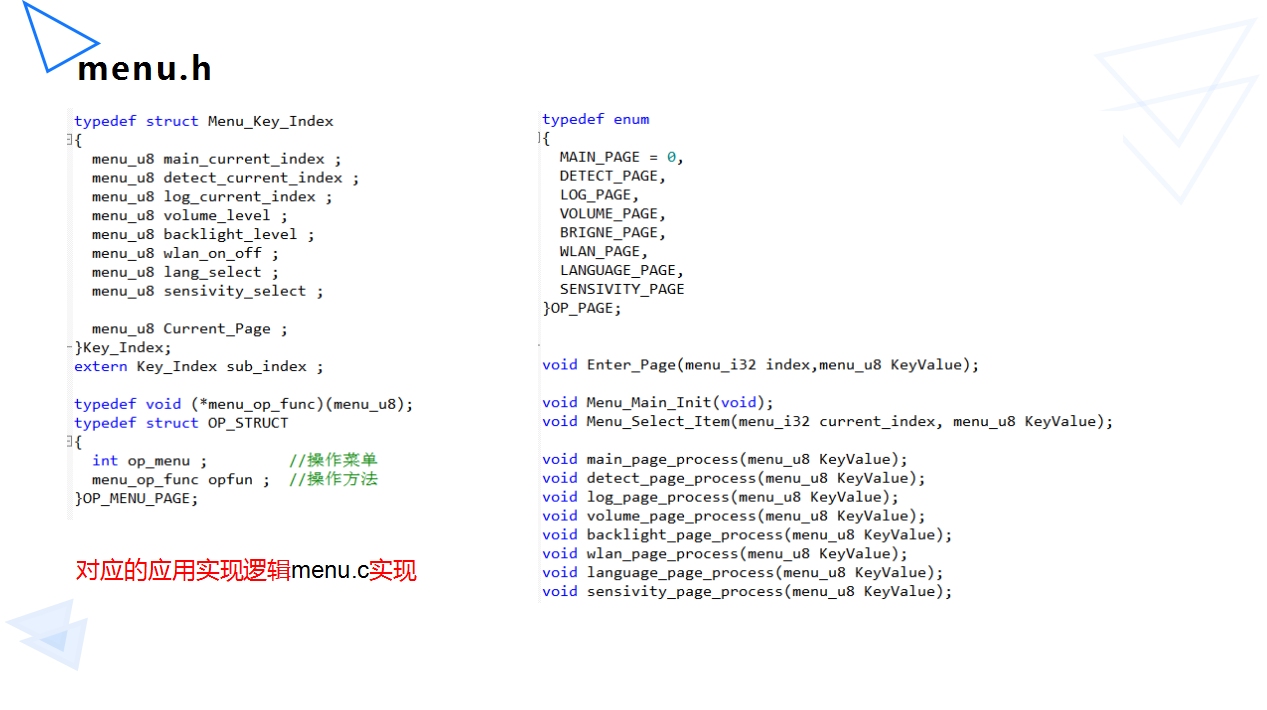 menu.h
typedef struct Menu_Key_Index
{
menu_u8 main_current_index ;
menu_u8 detect_current_index ;
menu_u8 log_current_index ;
menu_u8 volume_level ;
menu_u8 backlight_level ;
menu_u8 wlan_on_off ;
menu_u8 lang_select ;
menu_u8 sensivity_select ;
menu_u8 Current_Page ;
}Key_Index;
extern Key_Index sub_index ;
typedef void (*menu_op_func)(menu_u8);
typedef struct OP_STRUCT
{
int op_menu ; //操作菜单
menu_op_func opfun ; //操作方法
}OP_MENU_PAGE;
对应的应用实现逻辑menu.c实现
typedef enum
{
MAIN_PAGE = 0,
DETECT_PAGE,
LOG_PAGE,
VOLUME_PAGE,
BRIGNE_PAGE,
WLAN_PAGE,
LANGUAGE_PAGE,
SENSIVITY_PAGE
}OP_PAGE;
void Enter_Page(menu_i32 index,menu_u8 KeyValue);
void Menu_Main_Init(void);
void Menu_Select_Item(menu_i32 current_index, menu_u8 KeyValue);
void main_page_process(menu_u8 KeyValue);
void detect_page_process(menu_u8 KeyValue);
void log_page_process(menu_u8 KeyValue);
void volume_page_process(menu_u8 KeyValue);
void backlight_page_process(menu_u8 KeyValue);
void wlan_page_process(menu_u8 KeyValue);
void language_page_process(menu_u8 KeyValue);
void sensivity_page_process(menu_u8 KeyValue);